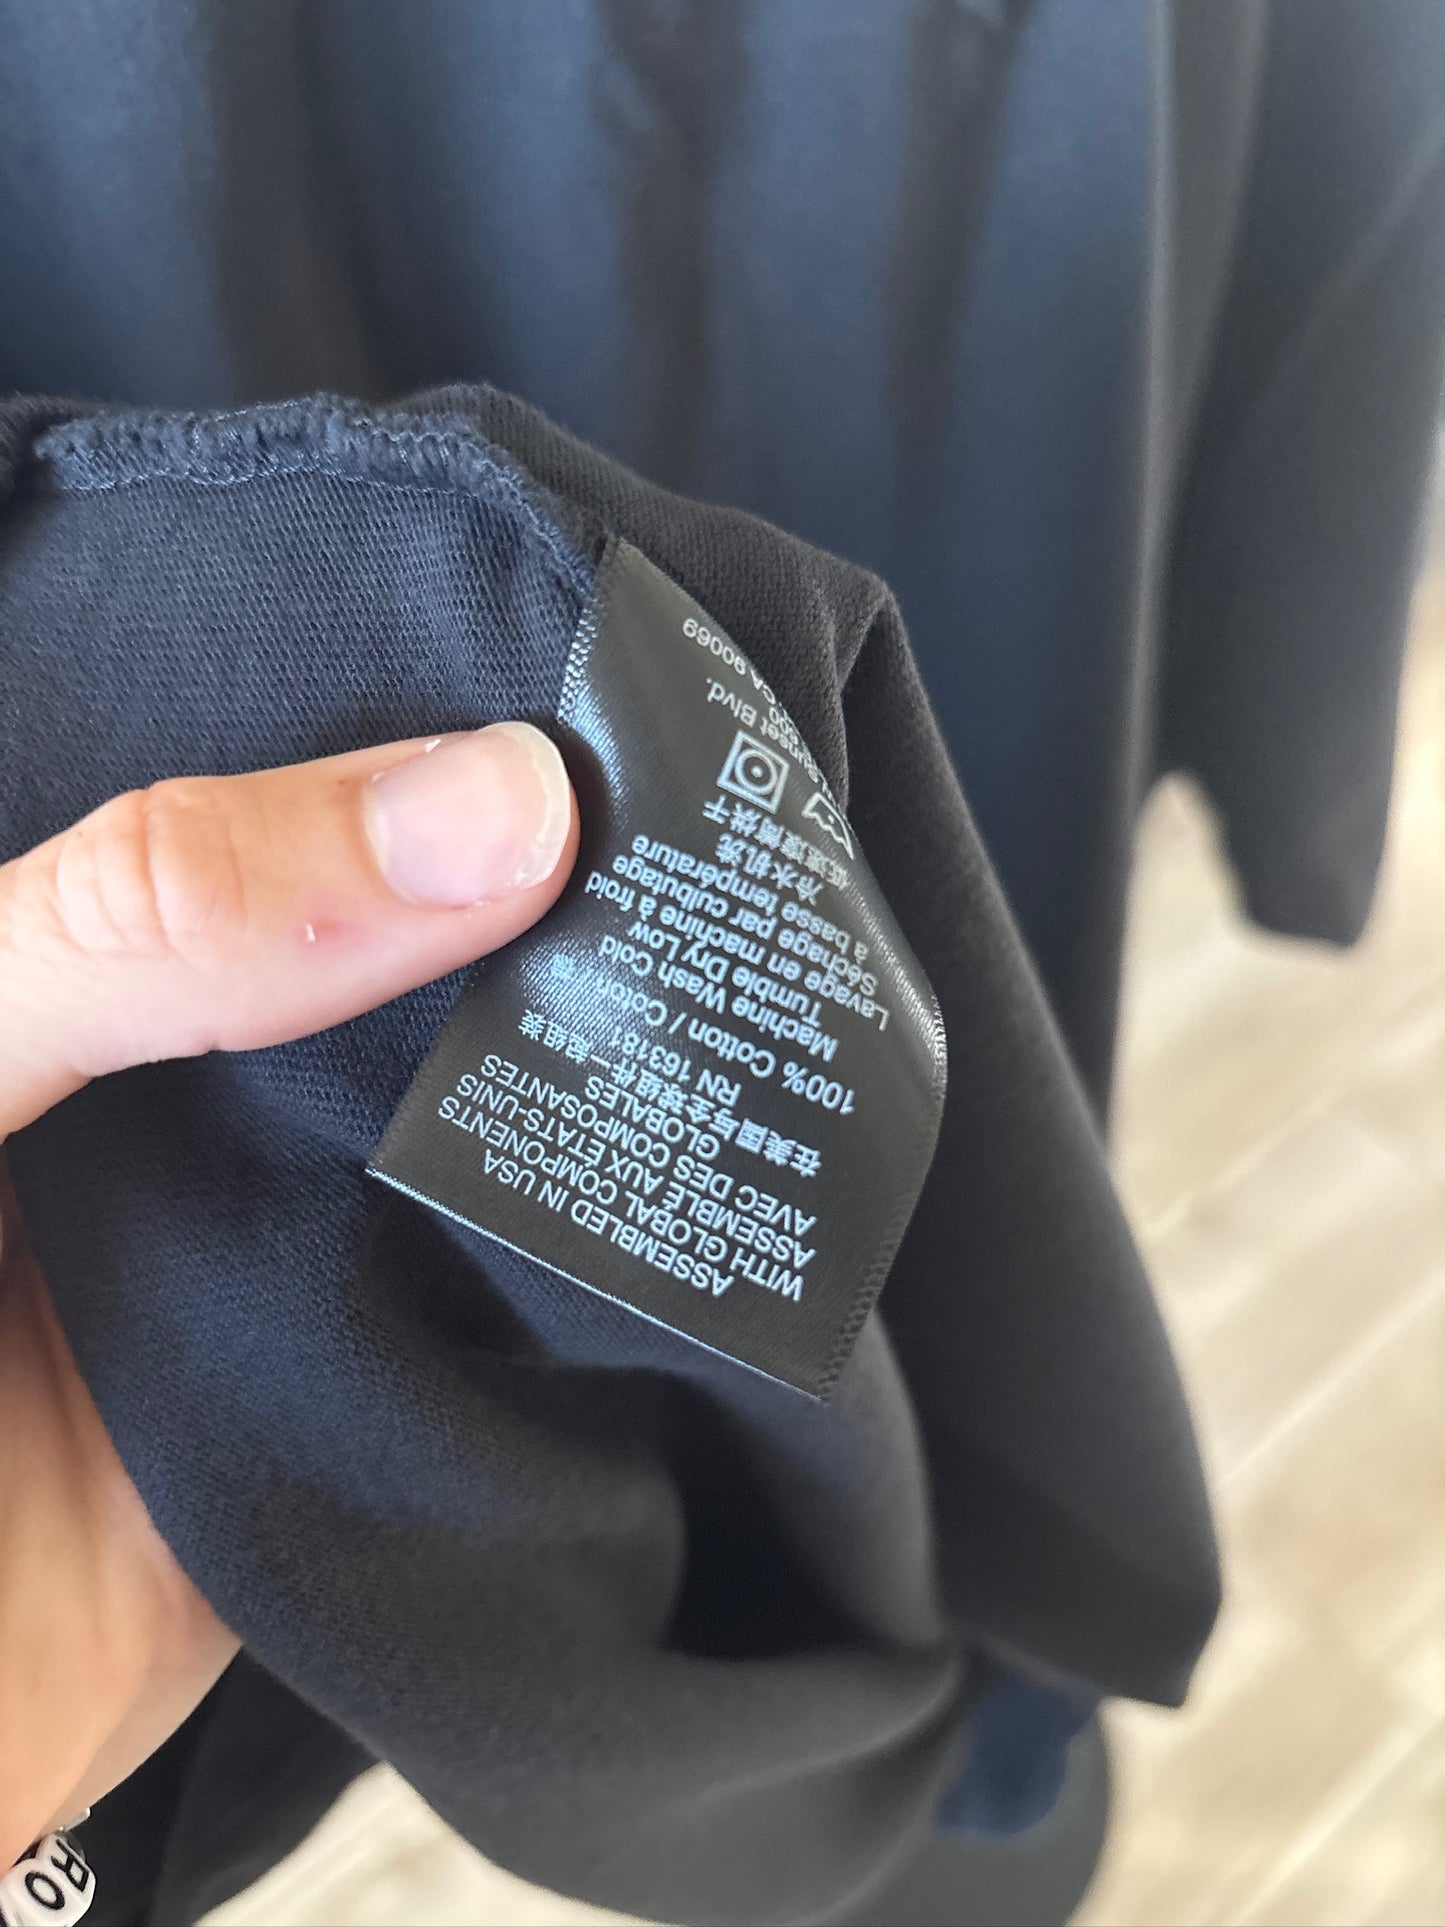 ASSEMBLED IN USA
WITH GLOBAL COMPONENTS
ASSEMBLÉ AUX ÉTATS-UNIS
AVEC DES COMPOSANTES
GLOBALES
在美国与全球组件一起组装
RN 163181
100% Cotton / Coton
Machine Wash Cold
Tumble Dry Low
Lavage en machine à froid
Séchage par culbutage
à basse température
冷水机洗
低速滚筒烘干
Sunset Blvd.
CA 90069
RO